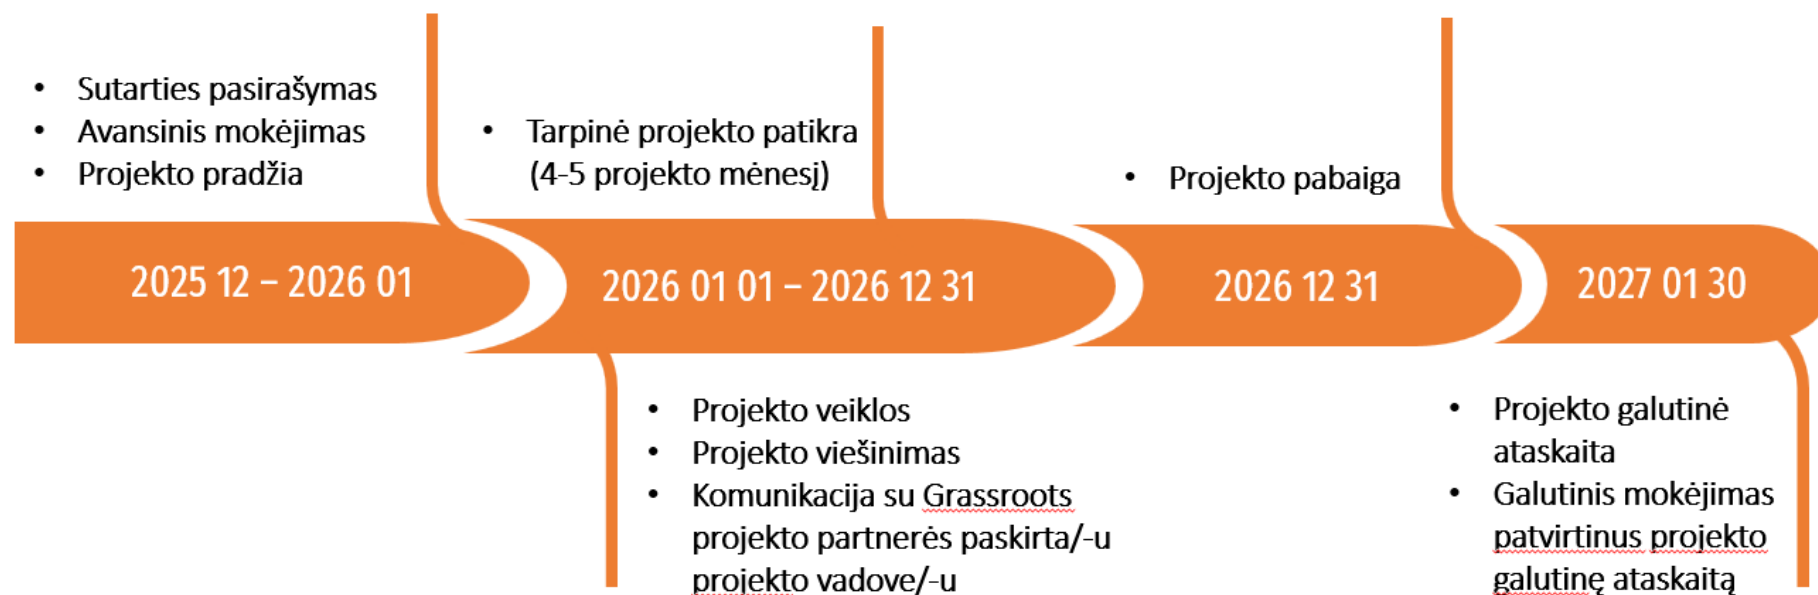 • Sutarties pasirašymas
• Avansinis mokėjimas
• Projekto pradžia
• Tarpinė projekto patikra
(4-5 projekto mėnesį)
• Projekto pabaiga
2025 12 – 2026 01
2026 01 01 – 2026 12 31
2026 12 31
2027 01 30
• Projekto veiklos
• Projekto viešinimas
• Komunikacija su Grassroots
projekto partnerės paskirta/-u
projekto vadove/-u
• Projekto galutinė
ataskaita
• Galutinis mokėjimas
patvirtinus projekto
galutinę ataskaitą